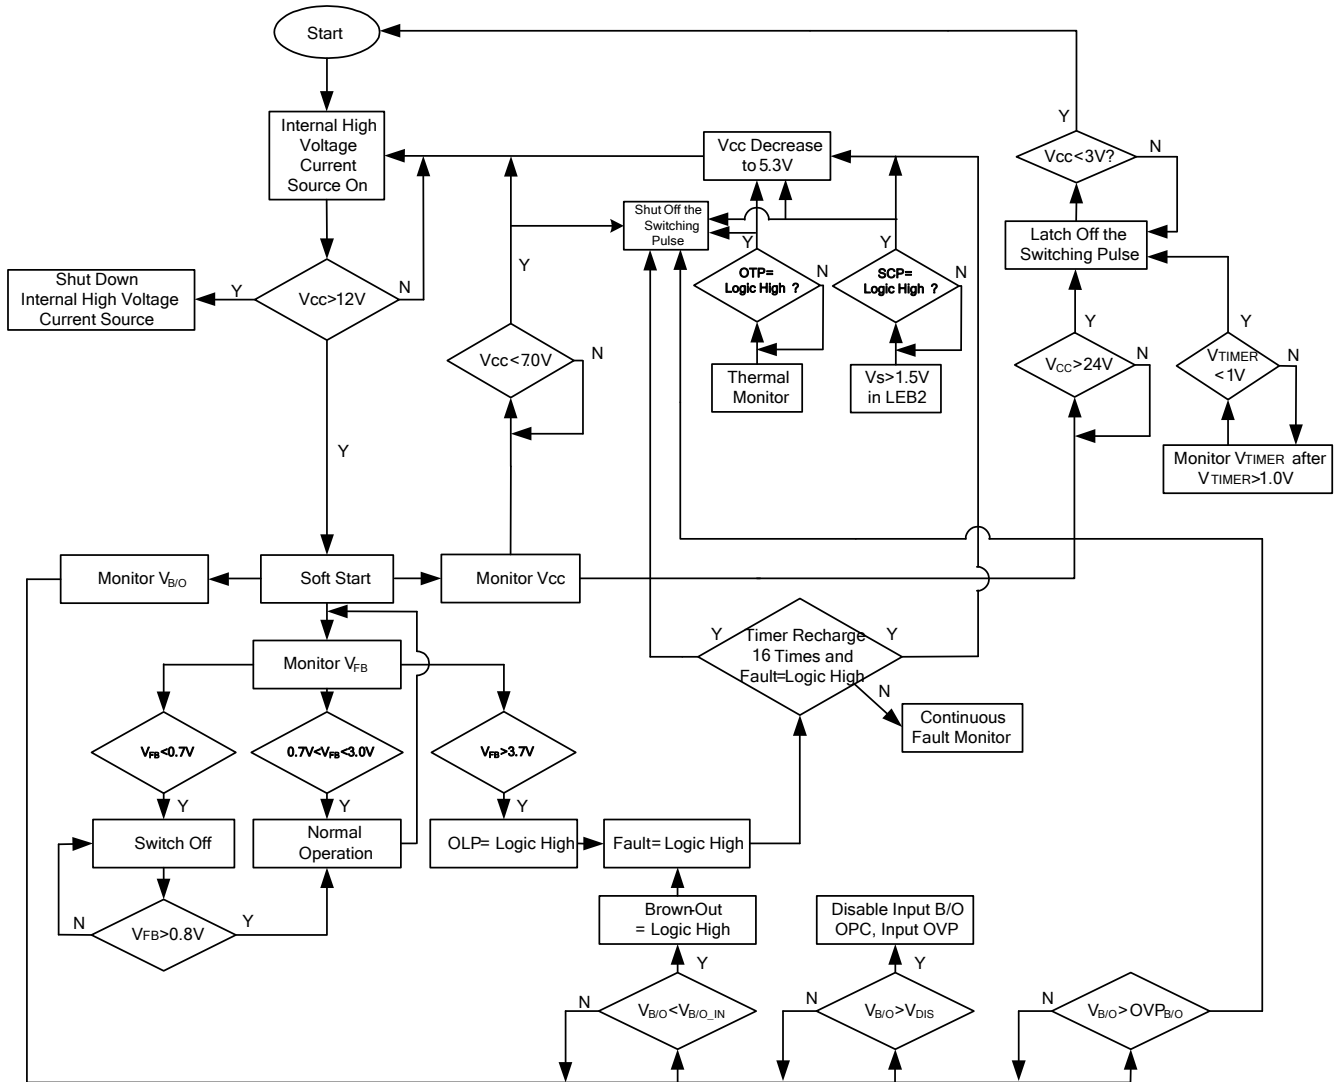 Start
Internal High
Voltage
Current
Source On
Vcc Decrease
to 5.3V
Y
Vcc<3V?
N
Shut Off the
Switching
Pulse
Latch Off the
Switching Pulse
Shut Down
Internal High Voltage
Current Source
Y
Vcc>12V
N
Y
Y
OTP=
Logic High ?
N
Y
SCP=
Logic High ?
N
Y
Vcc<7.0V
N
Thermal
Monitor
Vs>1.5V
in LEB2
Y
VCC>24V
N
Y
VTIMER
<1V
N
Monitor VTIMER after
VTIMER>1.0V
Y
Monitor VB/O
Soft Start
Monitor Vcc
Monitor VFB
Y
Timer Recharge
16 Times and
Fault=Logic High
Y
N
Continuous
Fault Monitor
VFB<0.7V
0.7V<VFB<3.0V
VFB>3.7V
Y
Y
Y
Switch Off
Normal
Operation
OLP= Logic High
Fault= Logic High
N
VFB>0.8V
Y
Brown-Out
= Logic High
Disable Input B/O
OPC, Input OVP
Y
Y
N
VB/O<VB/O_IN
N
VB/O>VDIS
N
VB/O>OVPB/O